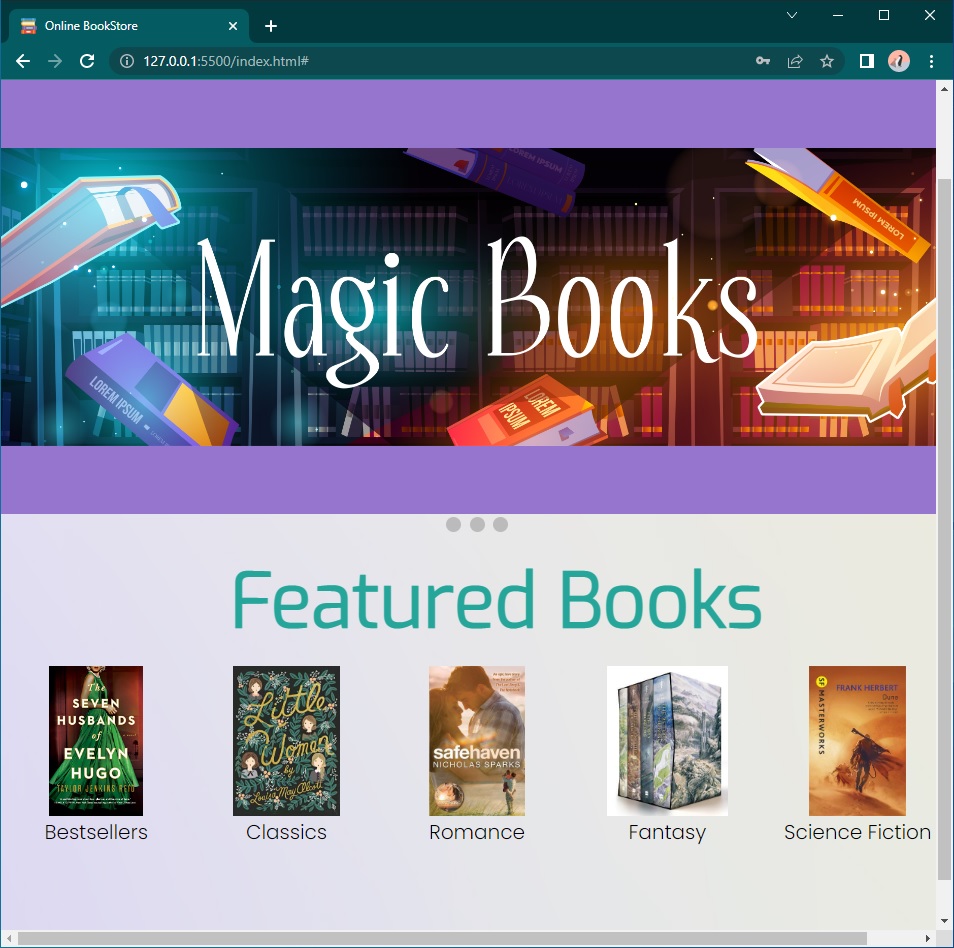 Online BookStore
127.0.0.1:5500/index.html#
LOREM IPSUM
LOREM IPSUM
Magic Books
LOREM IPSUM
LOREM
IPSUM
Featured Books
The
SEVEN
HUSBANDS
of
EVELYN
HUGO
TAYLOR JENKINS REID
Little
Women
by
Louisa May Alcott
safehaven
NICHOLAS SPARKS
SF MASTERWORKS
FRANK HERBERT
Dune
Bestsellers
Classics
Romance
Fantasy
Science Fiction